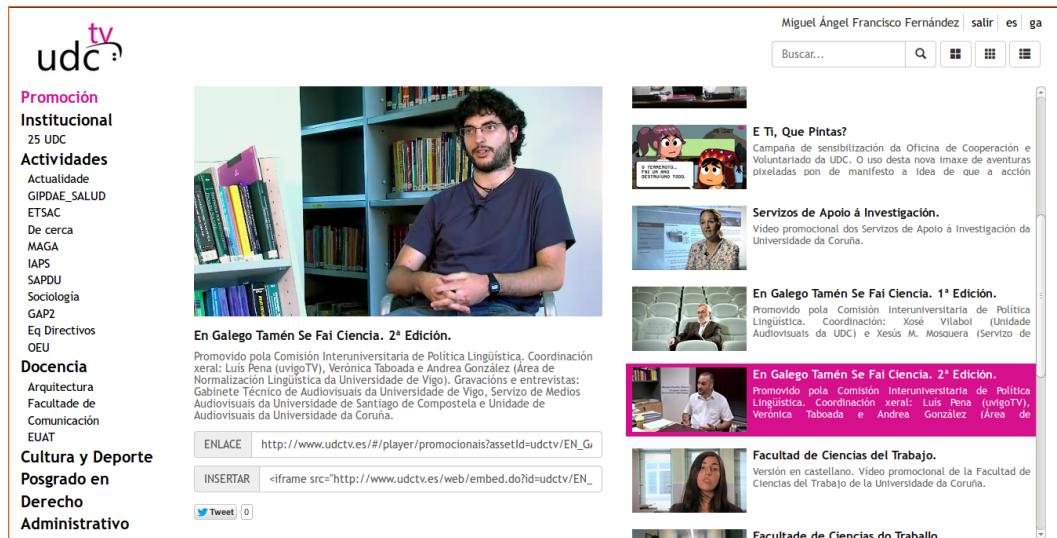 udc tv
Miguel Ángel Francisco Fernández salir es ga
Buscar...
Promoción
Institucional
25 UDC
Actividades
Actualidade
GIPDAE_SALUD
ETSAC
De cerca
MAGA
IAPS
SAPDU
Sociología
GAP2
Eq Directivos
OEU
Docencia
Arquitectura
Facultade de
Comunicación
EUAT
Cultura y Deporte
Posgrado en
Derecho
Administrativo
En Galego Tamén Se Fai Ciencia. 2ª Edición.
Promovido pola Comisión Interuniversitaria de Política Lingüística. Coordinación
xeral: Luís Pena (uvigoTV), Verónica Taboada e Andrea González (Área de
Normalización Lingüística da Universidade de Vigo). Gravacións e entrevistas:
Gabinete Técnico de Audiovisuais da Universidade de Vigo, Servizo de Medios
Audiovisuais da Universidade de Santiago de Compostela e Unidade de
Audiovisuais da Universidade da Coruña.
ENLACE http://www.udctv.es/#/player/promocionais?assetId=udctv/EN_GA
INSERTAR <iframe src="http://www.udctv.es/web/embed.do?id=udctv/EN_
Tweet 0
E Ti, Que Pintas?
Campaña de sensibilización da Oficina de Cooperación e
Voluntariado da UDC. O uso desta nova imaxe de aventuras
pixeladas pon de manifesto a idea de que a acción
O TERREMOTO...
FAI UN ANO
DESTRUIUNO TODO.
Servizos de Apoio á Investigación.
Vídeo promocional dos Servizos de Apoio á Investigación da
Universidade da Coruña.
En Galego Tamén Se Fai Ciencia. 1ª Edición.
Promovido pola Comisión Interuniversitaria de Política
Lingüística. Coordinación: Xosé Vilaboi (Unidade
Audiovisuais da UDC) e Xesús M. Mosquera (Servizo de
En Galego Tamén Se Fai Ciencia. 2ª Edición.
Promovido pola Comisión Interuniversitaria de Política
Lingüística. Coordinación xeral: Luís Pena (uvigoTV),
Verónica Taboada e Andrea González (Área de
Facultad de Ciencias del Trabajo.
Versión en castellano. Vídeo promocional de la Facultad de
Ciencias del Trabajo de la Universidade da Coruña.
Facultade de Ciencias do Traballo.